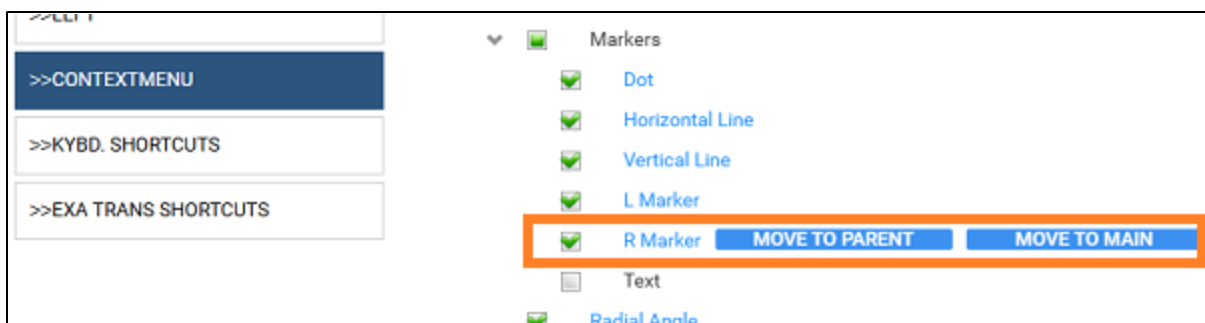 >>LEFT
>>CONTEXTMENU
>>KYBD. SHORTCUTS
>>EXA TRANS SHORTCUTS
Markers
Dot
Horizontal Line
Vertical Line
L Marker
R Marker MOVE TO PARENT MOVE TO MAIN
Text
Radial Angle